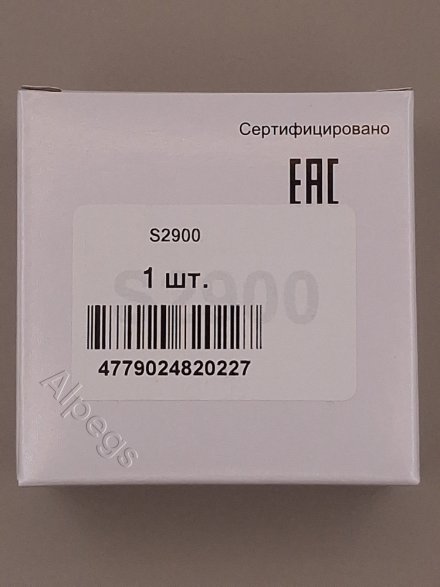 Сертифицировано
EAC
S2900
S2900
1 шт.
4779024820227
Alpegs